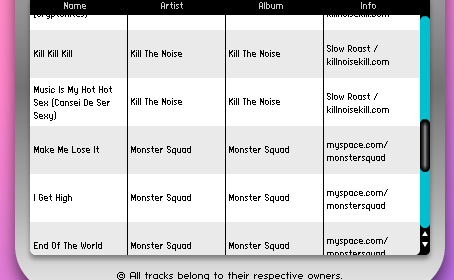 Name Artist Album Info
(Cryptonites) killnoisekill.com
Kill Kill Kill Kill The Noise Kill The Noise Slow Roast /
killnoisekill.com
Music Is My Hot Hot
Sex (Cansei De Ser
Sexy) Kill The Noise Kill The Noise Slow Roast /
killnoisekill.com
Make Me Lose It Monster Squad Monster Squad myspace.com/
monstersquad
I Get High Monster Squad Monster Squad myspace.com/
monstersquad
End Of The World Monster Squad Monster Squad myspace.com/
monstersquad
© All tracks belong to their respective owners.